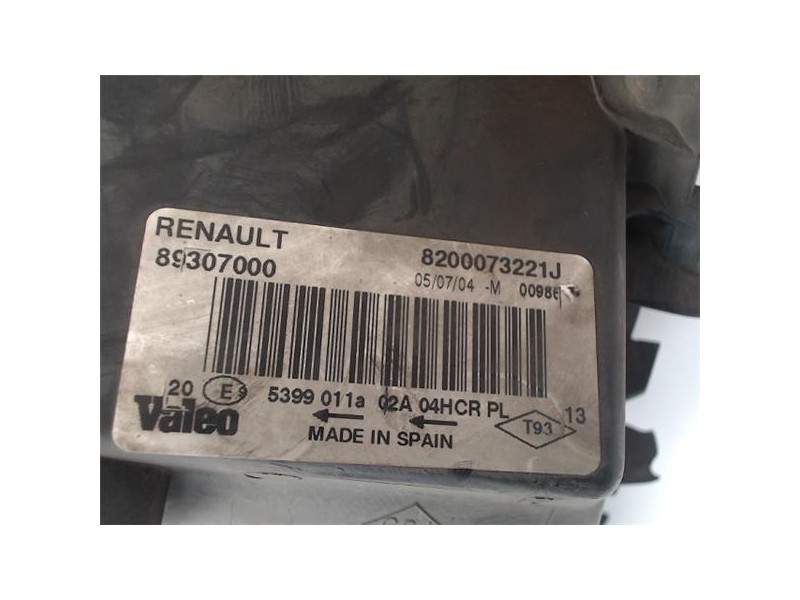 RENAULT
89307000
8200073221J
05/07/04 -M
20 E9 5399 011a 02A 04HCR PL
Valeo
MADE IN SPAIN
T93
13